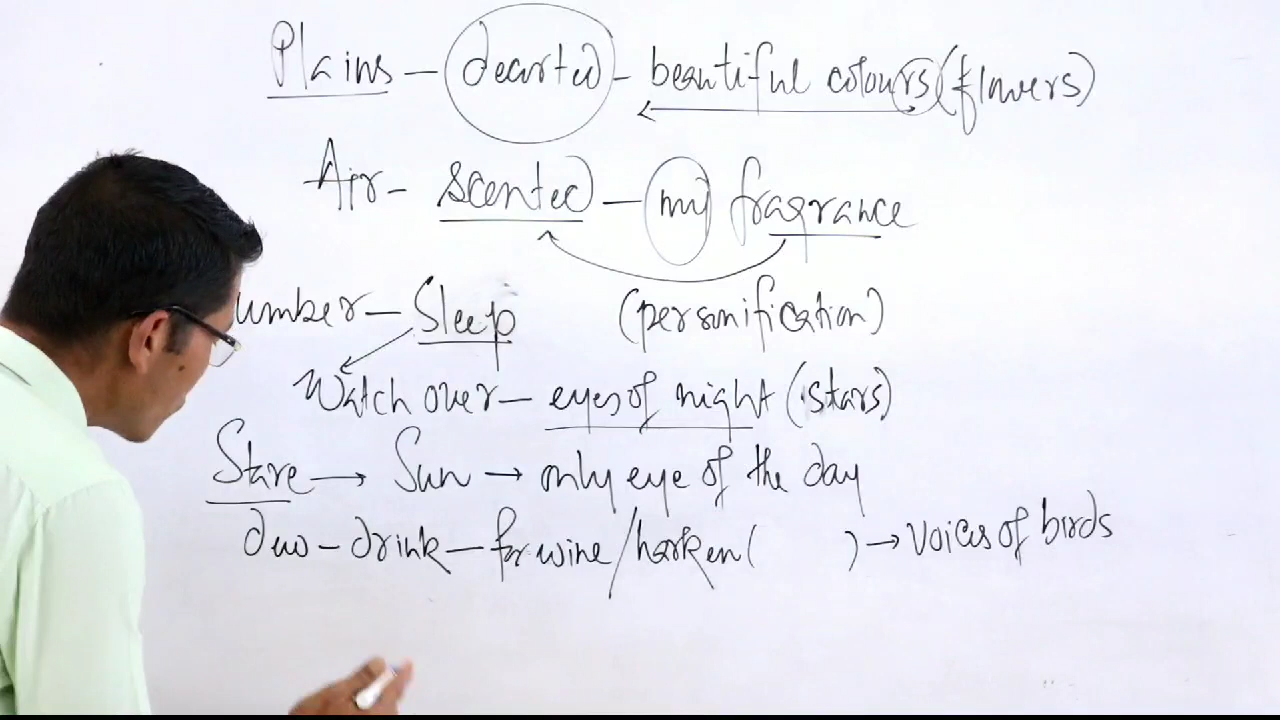 Plains – decorted – beautiful colours (flowers)
Air – scented – my fragrance
umber – Sleep (personification)
Watch over – eyes of night (stars)
Stare → Sun → only eye of the day
dew – drink – for wine / harken ( ) → voices of birds